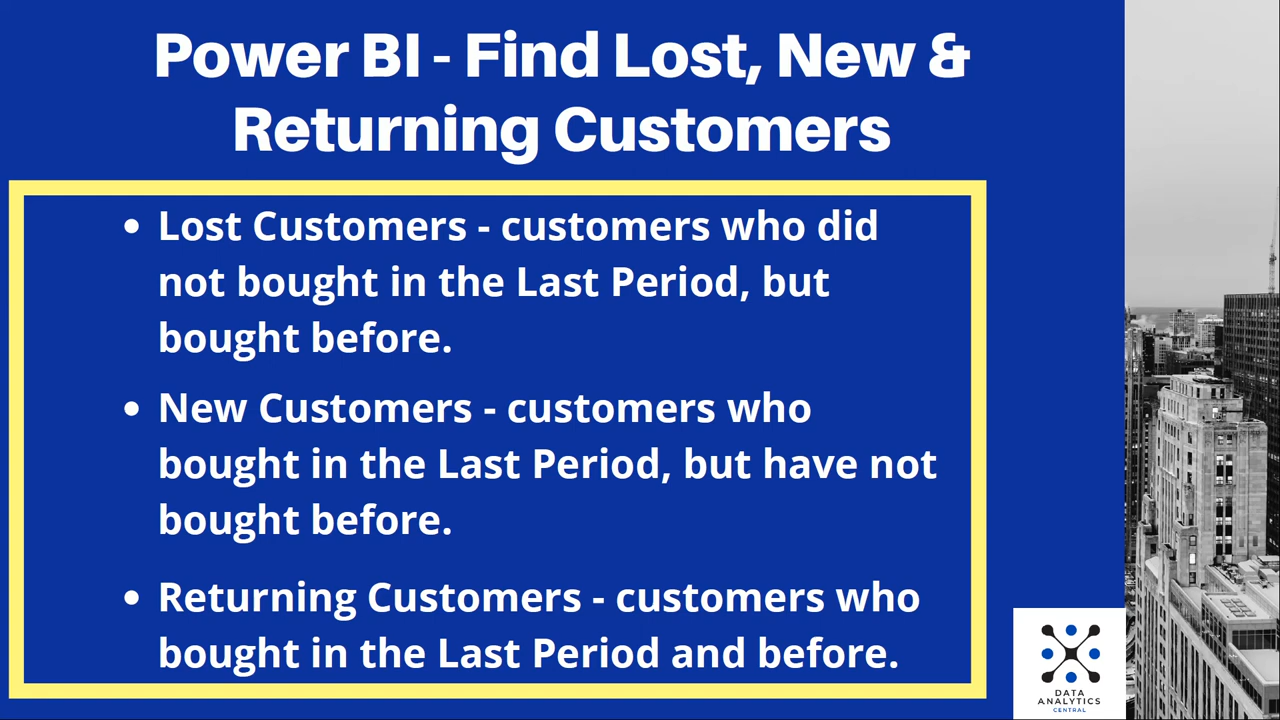 Power BI - Find Lost, New &
Returning Customers
• Lost Customers - customers who did
not bought in the Last Period, but
bought before.
• New Customers - customers who
bought in the Last Period, but have not
bought before.
• Returning Customers - customers who
bought in the Last Period and before.
DATA
ANALYTICS
CENTRAL